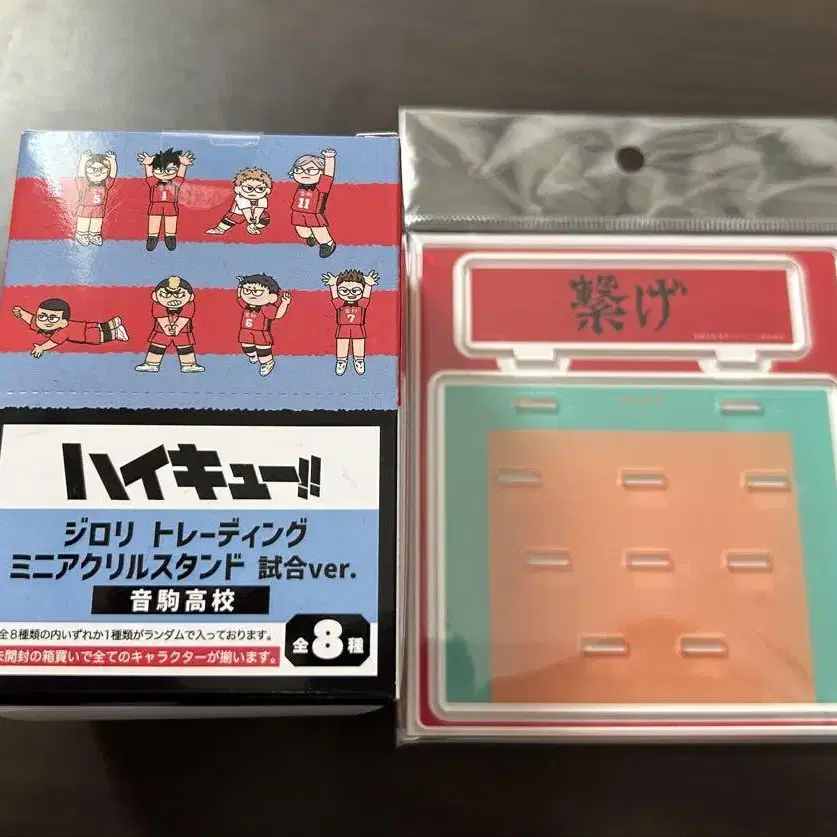 5
1
11
6
7
ハイキュー!!
ジロリ トレーディング
ミニアクリルスタンド 試合ver.
音駒高校
全8種類の内いずれか1種類がランダムで入っております。
未開封の箱買いで全てのキャラクターが揃います。
全8種
繋げ